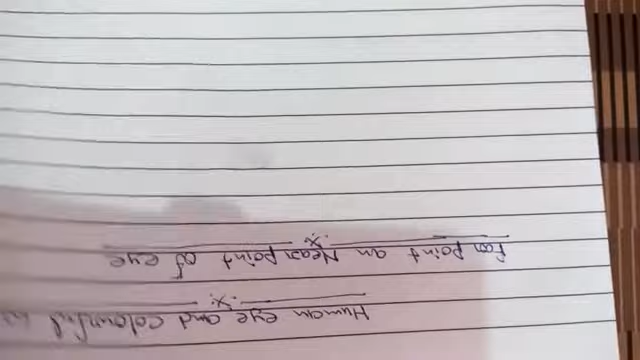 Human eye and colourful
Far point an Near point of eye